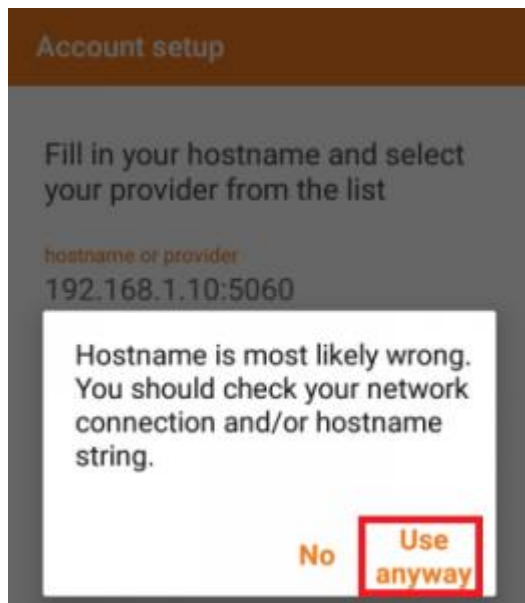 Account setup
Fill in your hostname and select
your provider from the list
hostname or provider
192.168.1.10:5060
Hostname is most likely wrong.
You should check your network
connection and/or hostname
string.
No
Use
anyway